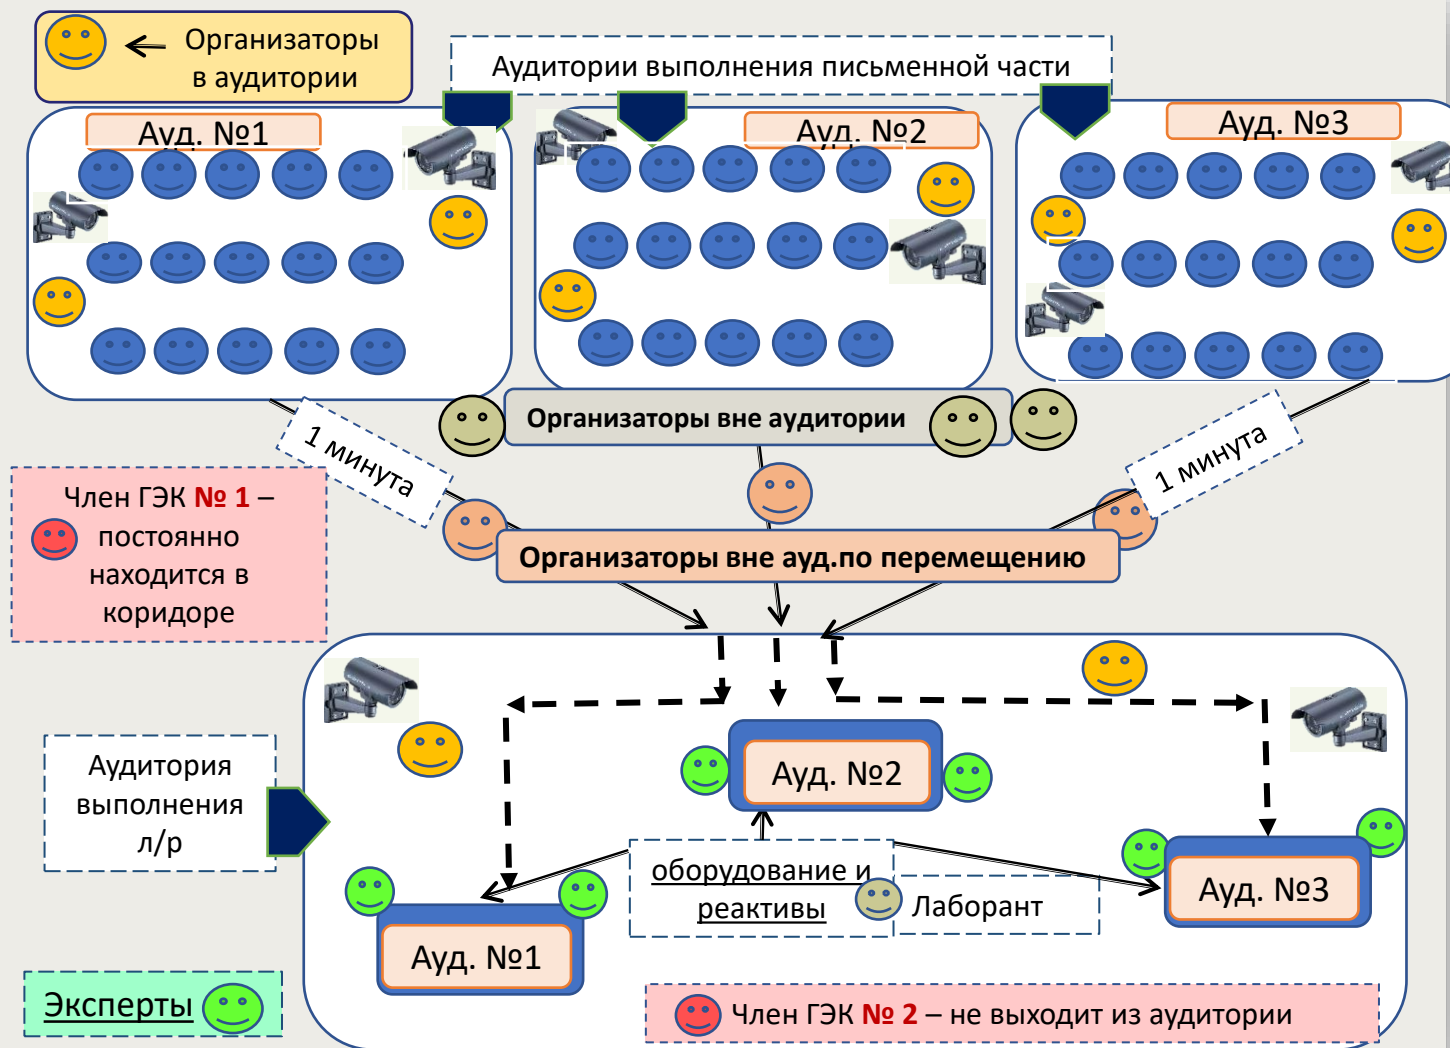 Организаторы
в аудитории
Аудитории выполнения письменной части
Ауд. №1
Ауд. №2
Ауд. №3
Организаторы вне аудитории
1 минута
1 минута
Член ГЭК № 1 –
постоянно
находится в
коридоре
Организаторы вне ауд.по перемещению
Аудитория
выполнения
л/р
Ауд. №2
оборудование и
реактивы
Лаборант
Ауд. №3
Ауд. №1
Эксперты
Член ГЭК № 2 – не выходит из аудитории